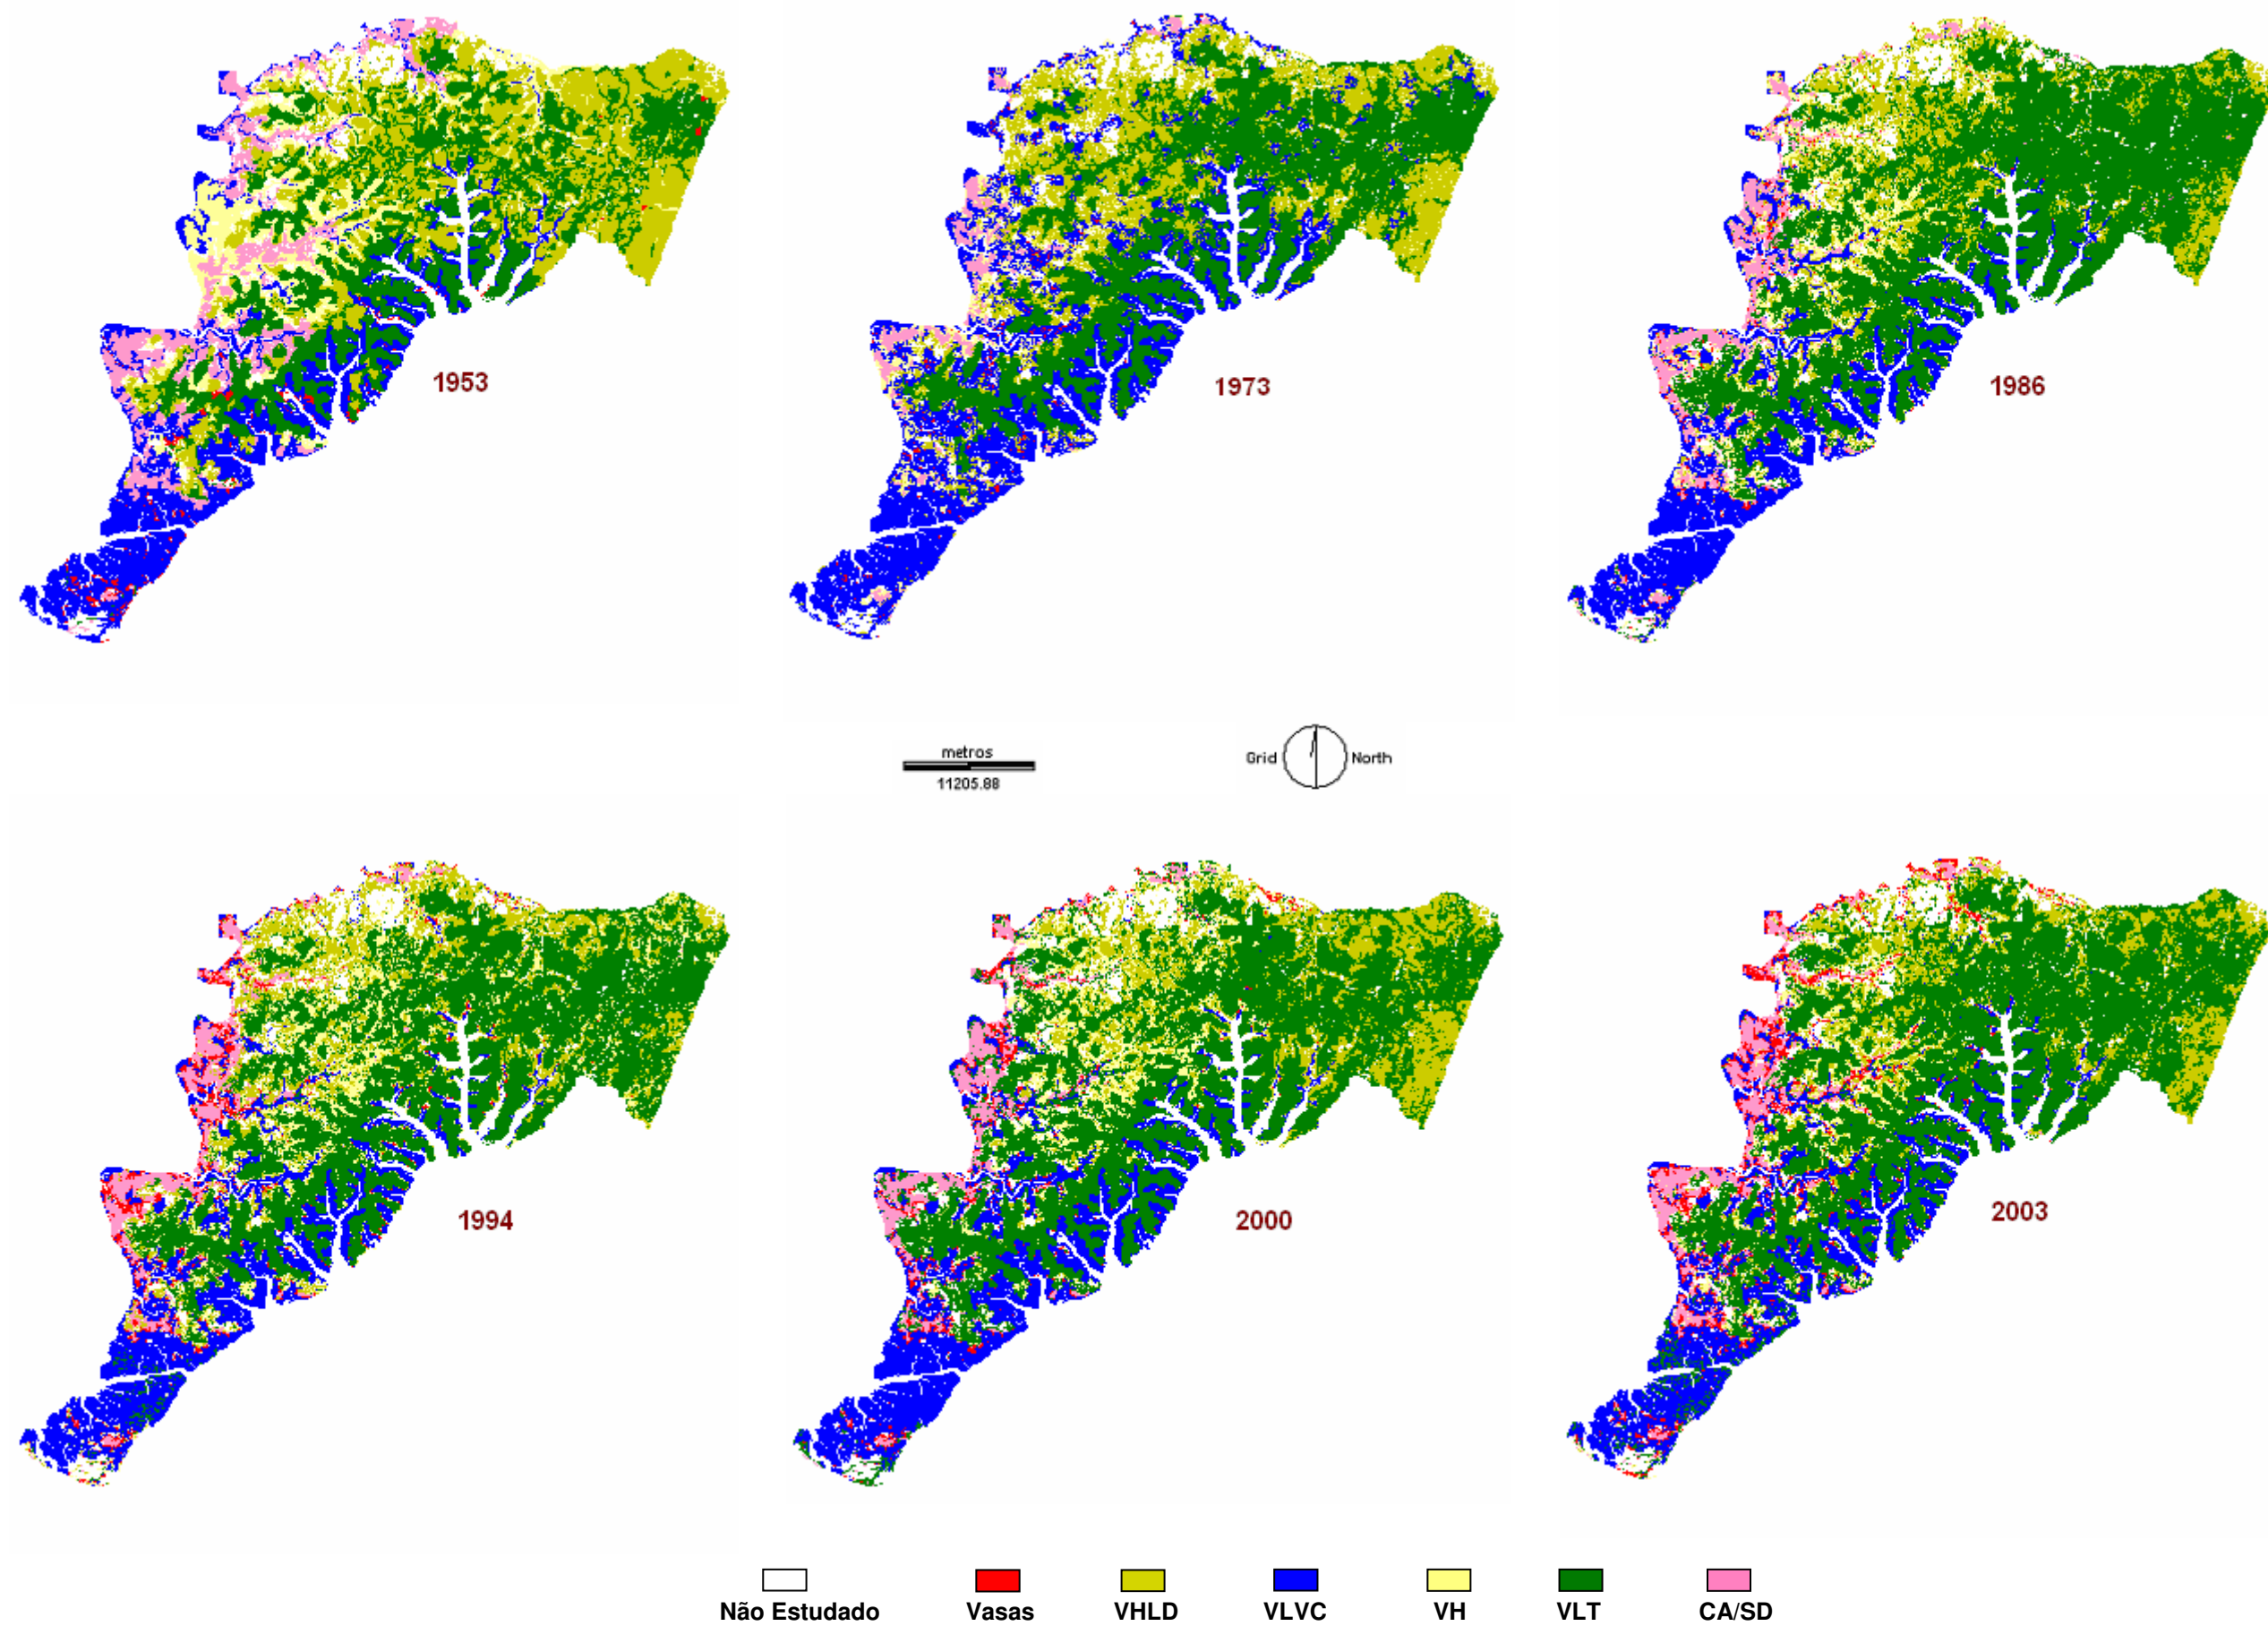 1953
1973
1986
metros
11205.88
Grid North
1994
2000
2003
Não Estudado Vasas VHLD VLVC VH VLT CA/SD